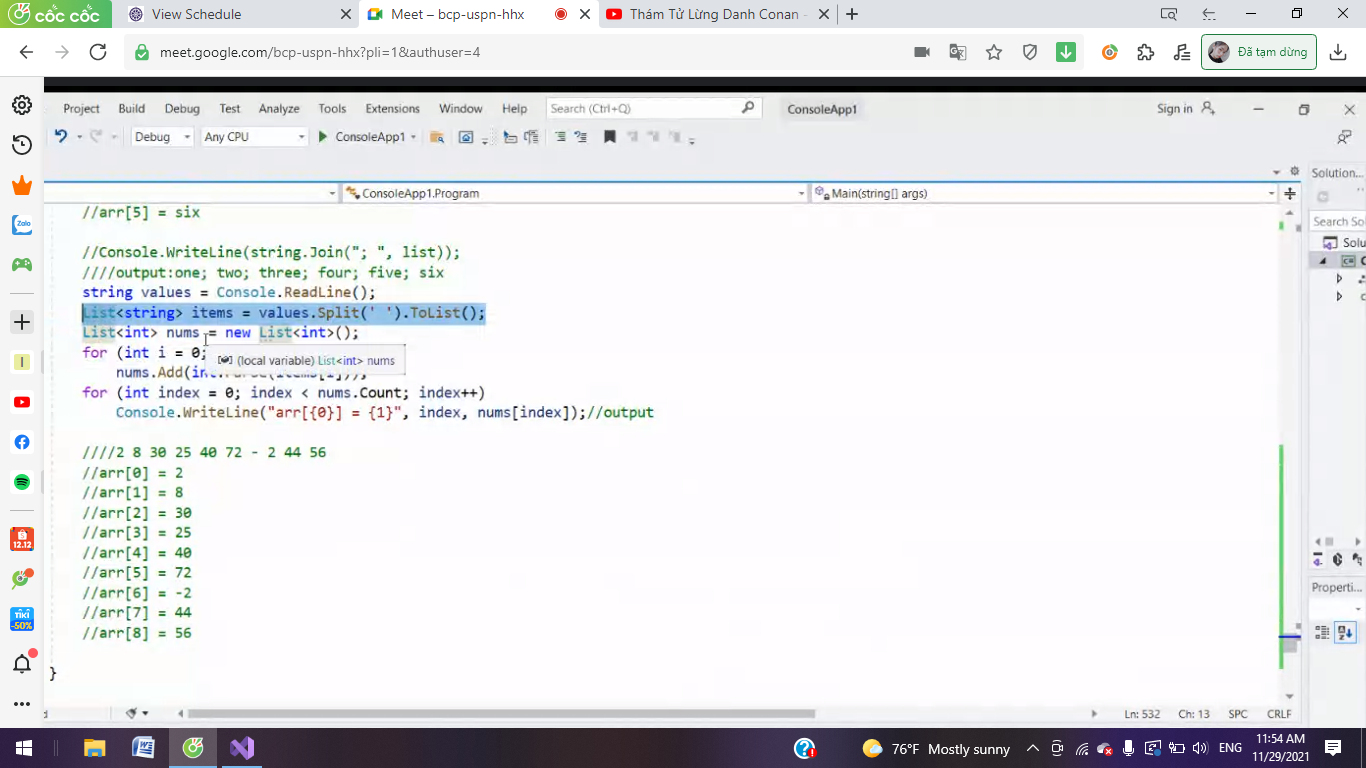 cốc cốc
View Schedule
Meet – bcp-uspn-hhx
Thám Tử Lừng Danh Conan -
meet.google.com/bcp-uspn-hhx?pli=1&authuser=4
Đã tạm dừng
Project Build Debug Test Analyze Tools Extensions Window Help Search (Ctrl+Q) ConsoleApp1 Sign in
Debug Any CPU ConsoleApp1
Solution...
ConsoleApp1.Program Main(string[] args)
Search So
Solu
//arr[5] = six
//Console.WriteLine(string.Join("; ", list));
////output:one; two; three; four; five; six
string values = Console.ReadLine();
List<string> items = values.Split(' ').ToList();
List<int> nums = new List<int>();
for (int i = 0;
(local variable) List<int> nums
nums.Add(int.Parse(items[i]));
for (int index = 0; index < nums.Count; index++)
Console.WriteLine("arr[{0}] = {1}", index, nums[index]);//output
////2 8 30 25 40 72 - 2 44 56
//arr[0] = 2
//arr[1] = 8
//arr[2] = 30
//arr[3] = 25
//arr[4] = 40
//arr[5] = 72
//arr[6] = -2
//arr[7] = 44
//arr[8] = 56
}
Properti...
Ln: 532 Ch: 13 SPC CRLF
Zalo
12.12
TIKI
-50%
76°F Mostly sunny
ENG
11:54 AM
11/29/2021